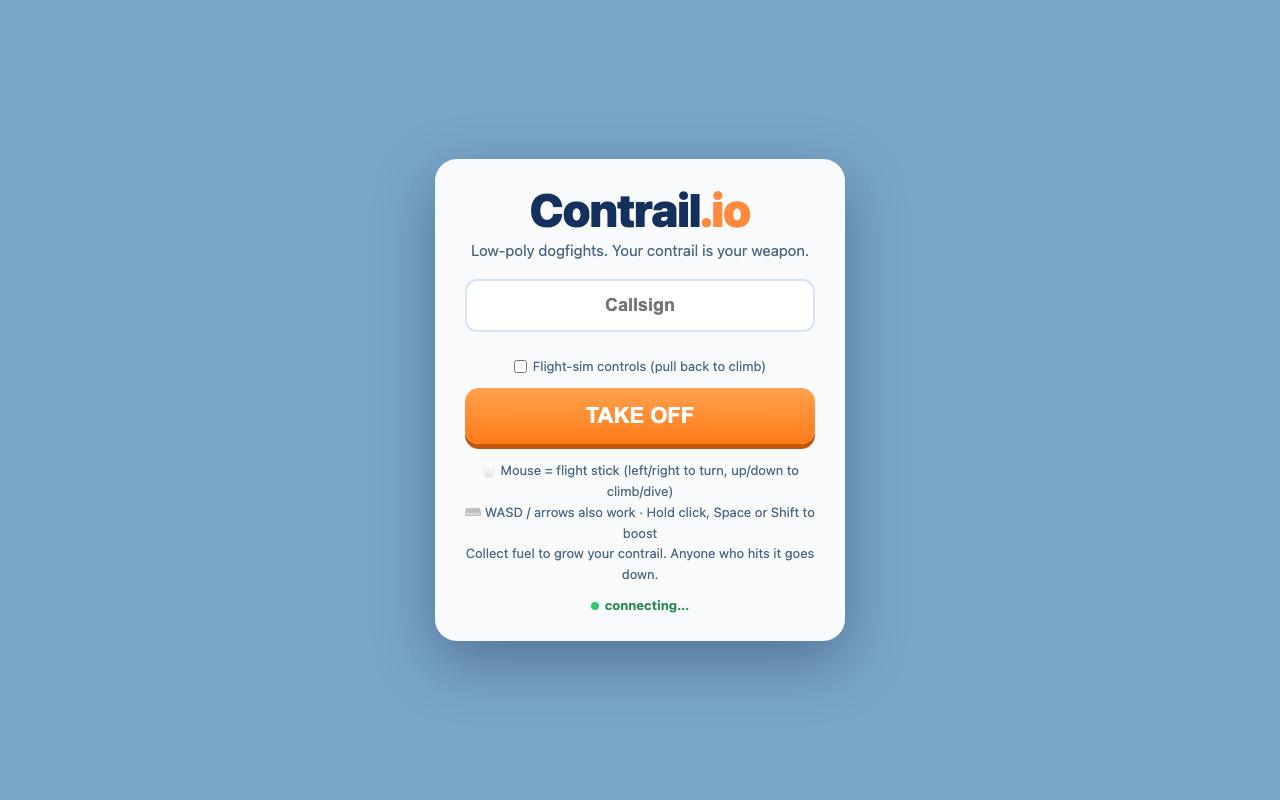 Contrail.io
Low-poly dogfights. Your contrail is your weapon.
Callsign
Flight-sim controls (pull back to climb)
TAKE OFF
Mouse = flight stick (left/right to turn, up/down to
climb/dive)
WASD / arrows also work · Hold click, Space or Shift to
boost
Collect fuel to grow your contrail. Anyone who hits it goes
down.
connecting...